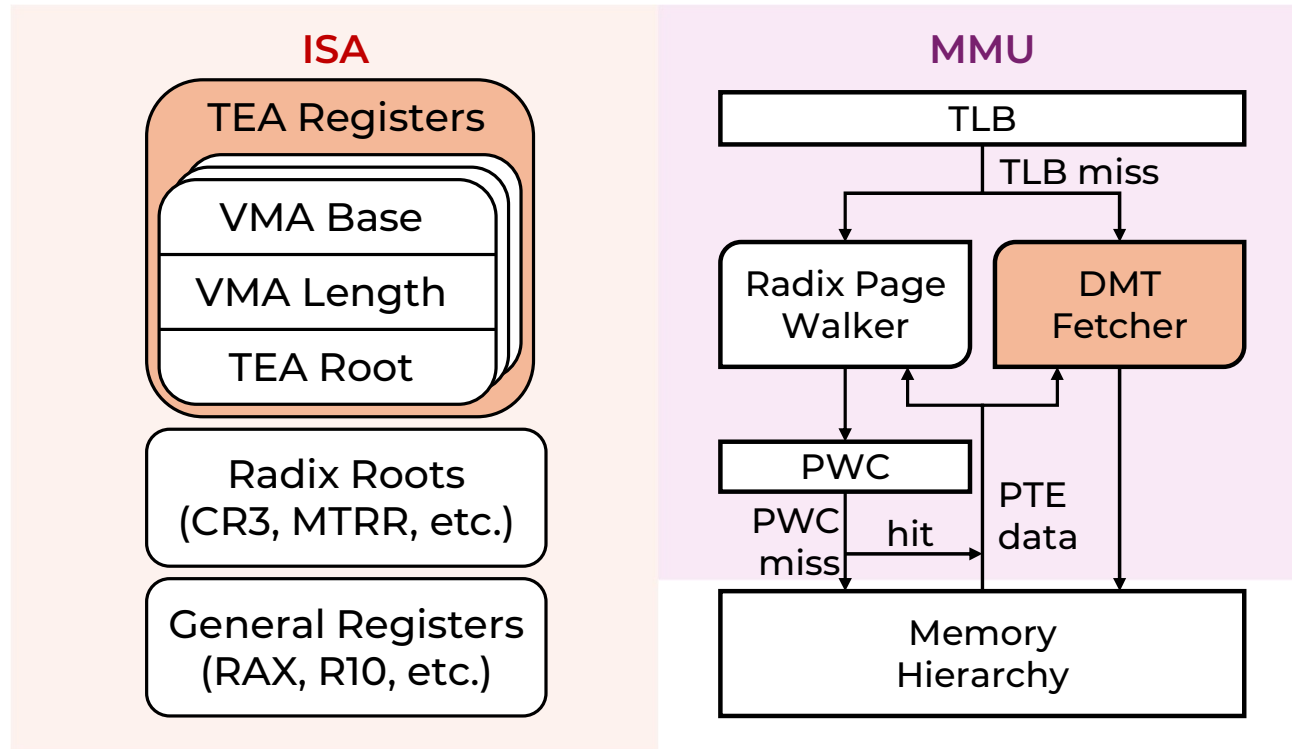 ISA
TEA Registers
VMA Base
VMA Length
TEA Root
Radix Roots
(CR3, MTRR, etc.)
General Registers
(RAX, R10, etc.)
MMU
TLB
TLB miss
Radix Page
Walker
DMT
Fetcher
PWC
PWC
miss
hit
PTE
data
Memory
Hierarchy